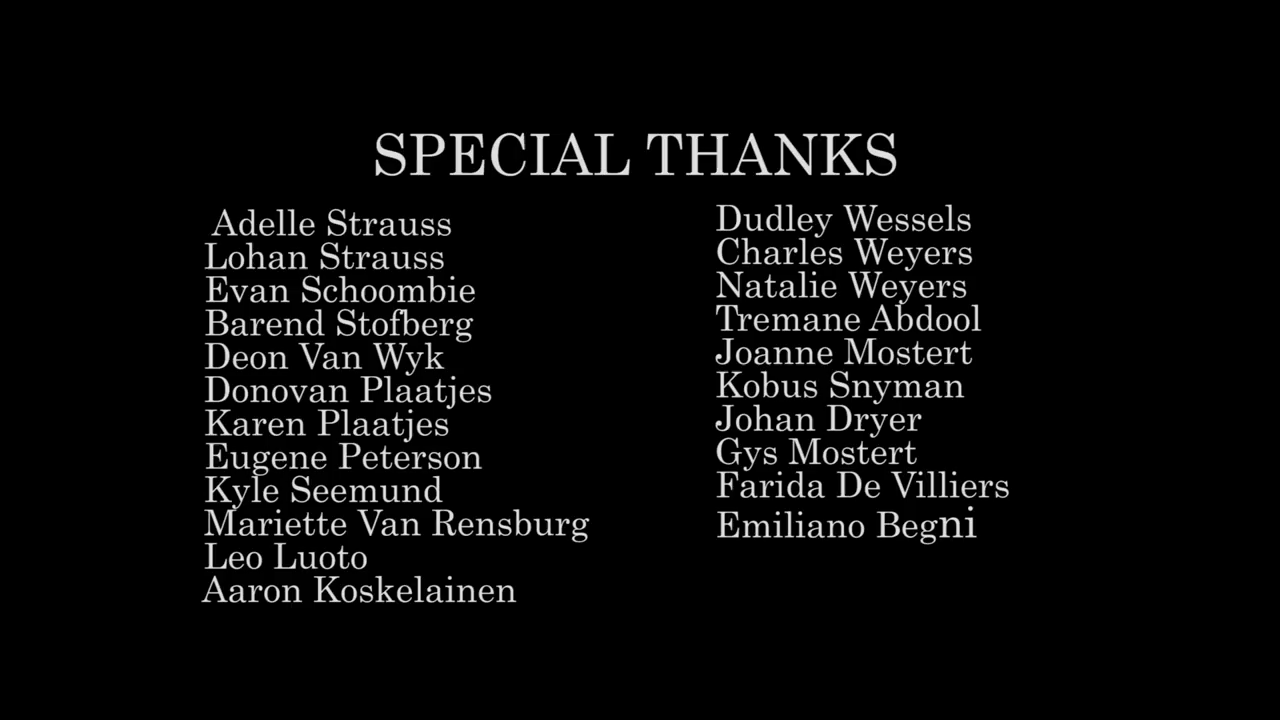 SPECIAL THANKS
Adelle Strauss
Lohan Strauss
Evan Schoombie
Barend Stofberg
Deon Van Wyk
Donovan Plaatjes
Karen Plaatjes
Eugene Peterson
Kyle Seemund
Mariette Van Rensburg
Leo Luoto
Aaron Koskelainen
Dudley Wessels
Charles Weyers
Natalie Weyers
Tremane Abdool
Joanne Mostert
Kobus Snyman
Johan Dryer
Gys Mostert
Farida De Villiers
Emiliano Begni